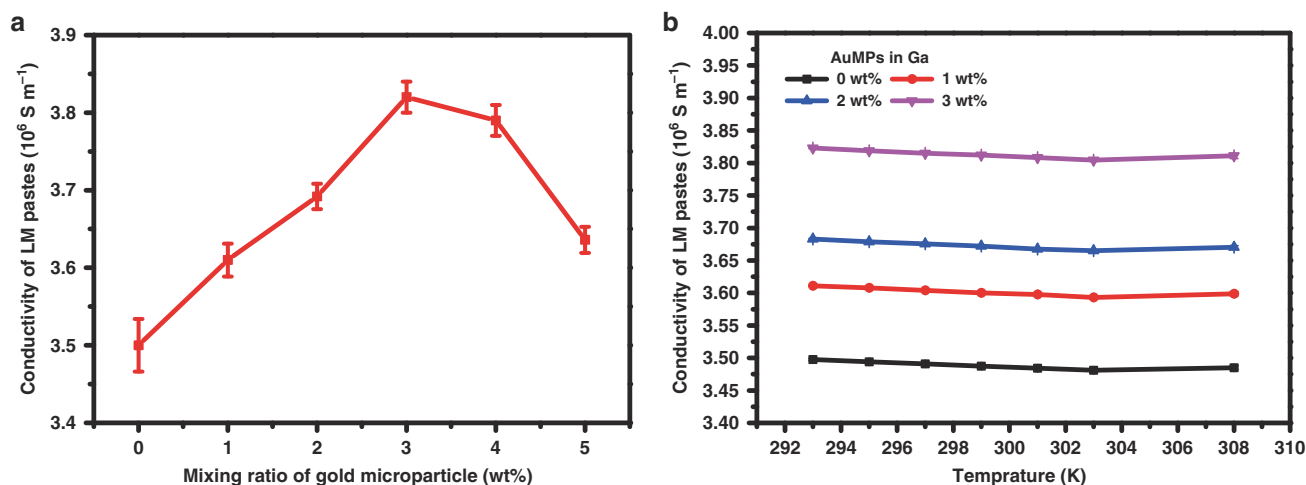 a
3.9
3.8
3.7
3.6
3.5
3.4
Conductivity of LM pastes (10⁶ S m⁻¹)
0 1 2 3 4 5
Mixing ratio of gold microparticle (wt%)
b
4.00
3.95
3.90
3.85
3.80
3.75
3.70
3.65
3.60
3.55
3.50
3.45
3.40
Conductivity of LM pastes (10⁶ S m⁻¹)
AuMPs in Ga
0 wt% 1 wt%
2 wt% 3 wt%
292 294 296 298 300 302 304 306 308 310
Temprature (K)